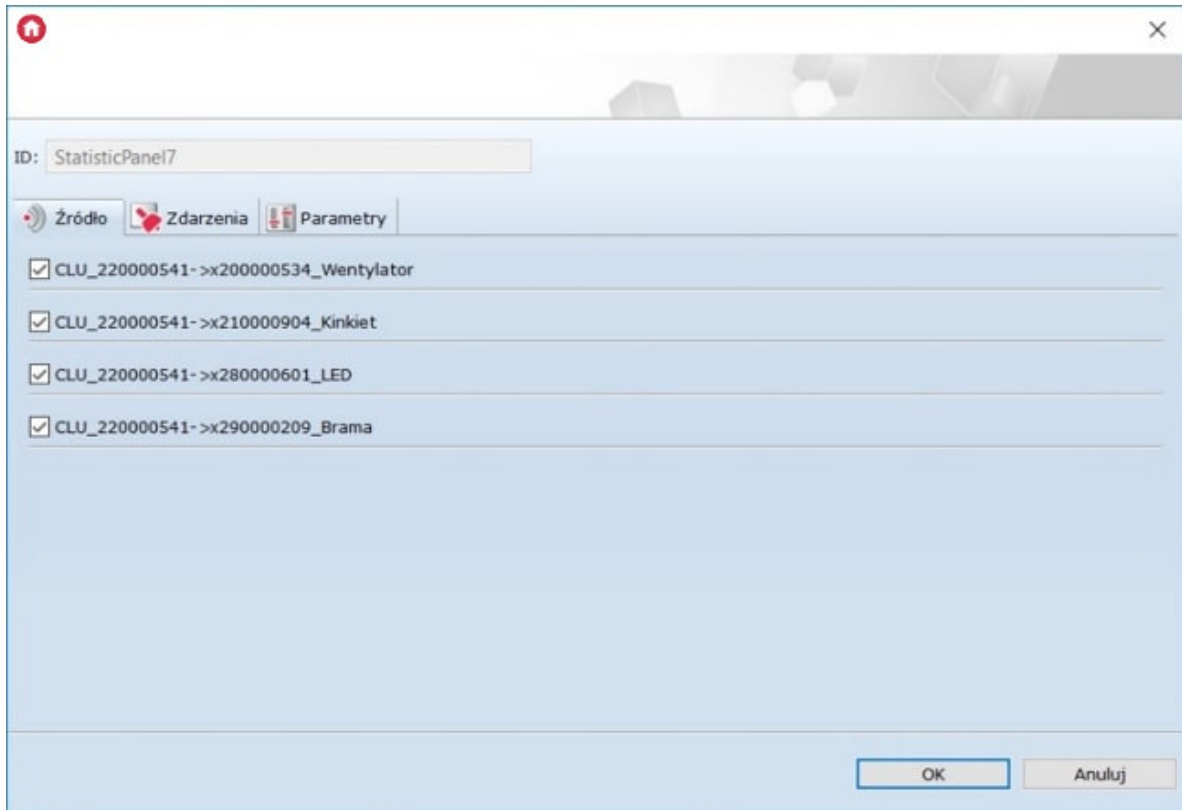 ID: StatisticPanel7
Źródło Zdarzenia Parametry
CLU_220000541->x200000534_Wentylator
CLU_220000541->x210000904_Kinkiet
CLU_220000541->x280000601_LED
CLU_220000541->x290000209_Brama
OK Anuluj